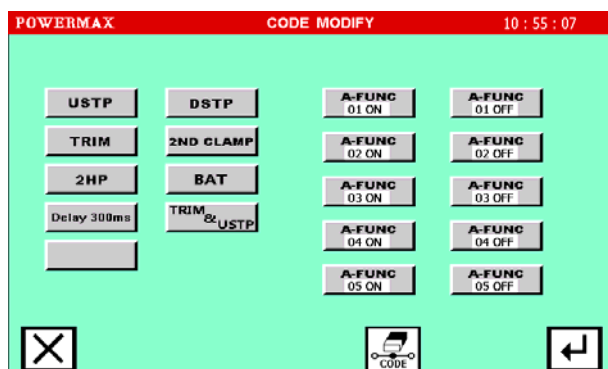 POWERMAX CODE MODIFY 10:55:07
USTP DSTP A-FUNC 01 ON A-FUNC 01 OFF
TRIM 2ND CLAMP A-FUNC 02 ON A-FUNC 02 OFF
2HP BAT A-FUNC 03 ON A-FUNC 03 OFF
Delay 300ms TRIM & USTP A-FUNC 04 ON A-FUNC 04 OFF
A-FUNC 05 ON A-FUNC 05 OFF
CODE